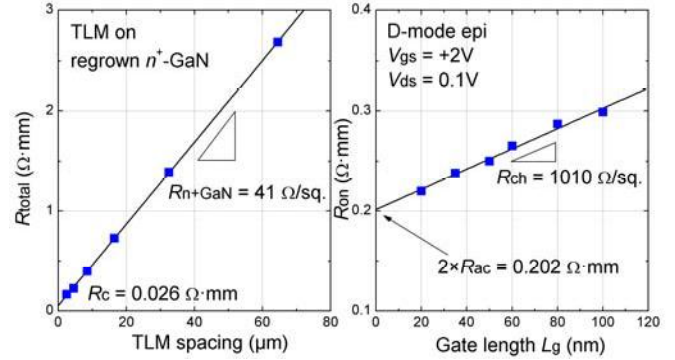 TLM on
regrown n⁺-GaN
Rn+GaN = 41 Ω/sq.
Rc = 0.026 Ω·mm
Rtotal (Ω·mm)
3
2
1
0
0 20 40 60 80
TLM spacing (μm)
D-mode epi
Vgs = +2V
Vds = 0.1V
Rch = 1010 Ω/sq.
2×Rac = 0.202 Ω·mm
Ron (Ω·mm)
0.4
0.3
0.2
0.1
0 20 40 60 80 100 120
Gate length Lg (nm)